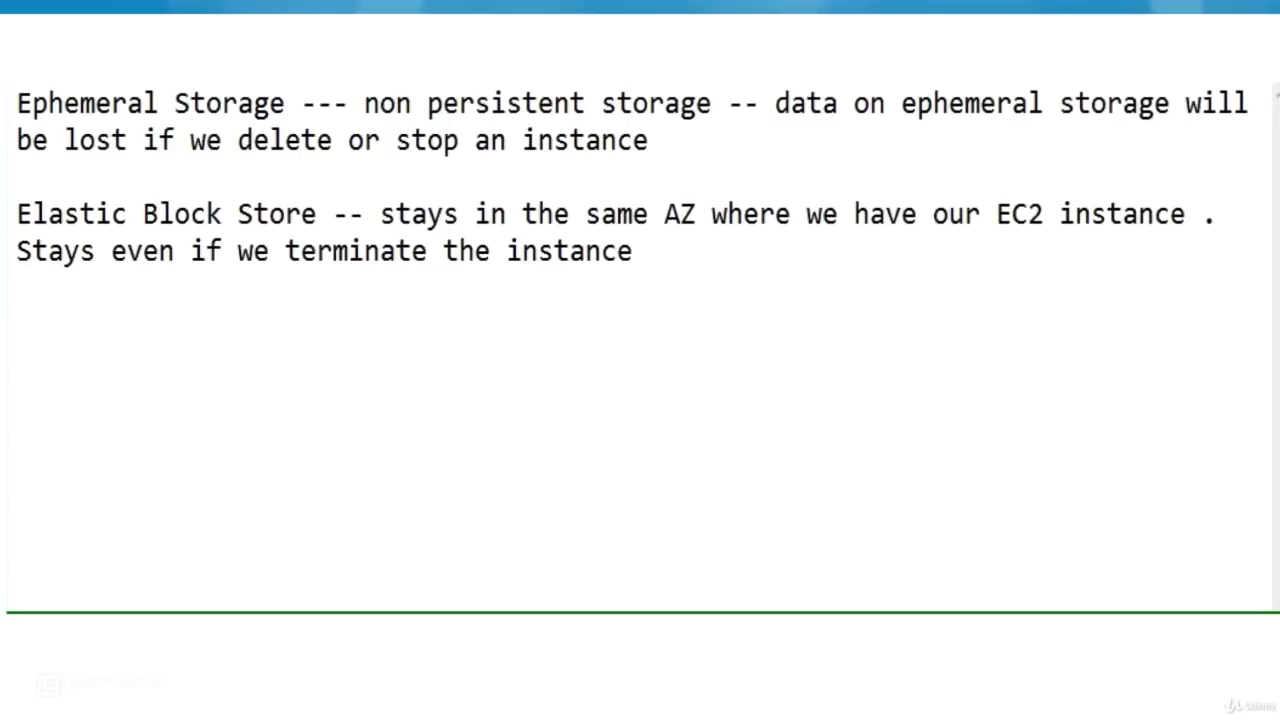 Ephemeral Storage --- non persistent storage -- data on ephemeral storage will
be lost if we delete or stop an instance
Elastic Block Store -- stays in the same AZ where we have our EC2 instance .
Stays even if we terminate the instance
Udemy